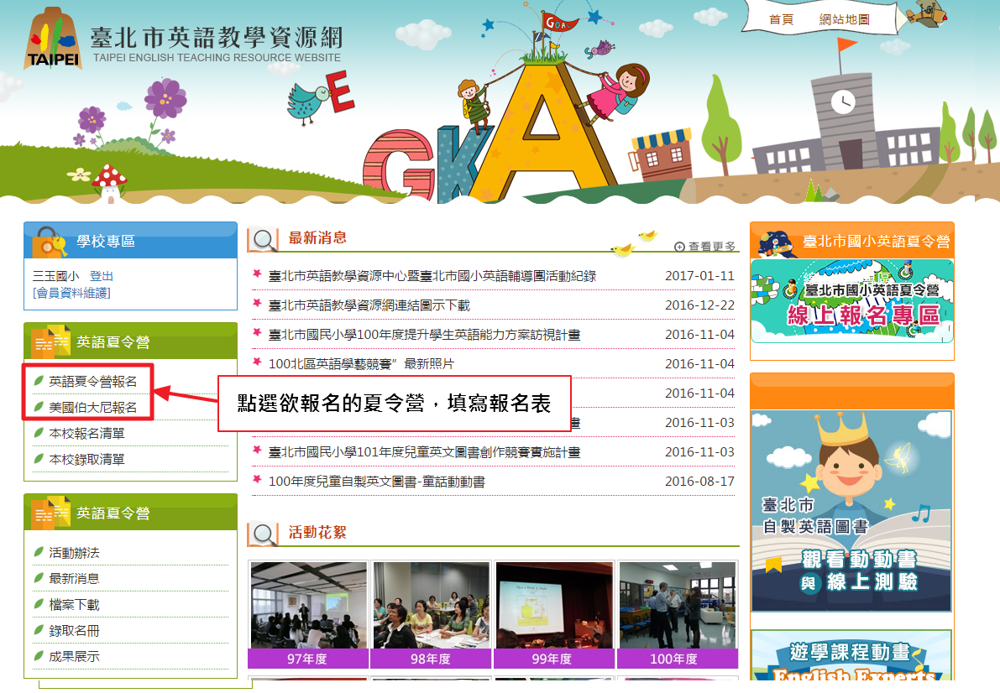 首頁
網站地圖
TAIPEI
臺北市英語教學資源網
TAIPEI ENGLISH TEACHING RESOURCE WEBSITE
GOAL
E
GKA
學校專區
三玉國小 登出
[會員資料維護]
英語夏令營
英語夏令營報名
美國伯大尼報名
本校報名清單
本校錄取清單
英語夏令營
活動辦法
最新消息
檔案下載
錄取名冊
成果展示
最新消息
查看更多
臺北市英語教學資源中心暨臺北市國小英語輔導團活動紀錄 2017-01-11
臺北市英語教學資源網連結圖示下載 2016-12-22
臺北市國民小學100年度提升學生英語能力方案訪視計畫 2016-11-04
100北區英語學藝競賽”最新照片 2016-11-04
2016-11-04
點選欲報名的夏令營，填寫報名表
畫 2016-11-03
臺北市國民小學101年度兒童英文圖書創作競賽實施計畫 2016-11-03
100年度兒童自製英文圖書-童話動動書 2016-08-17
活動花絮
97年度
98年度
99年度
100年度
臺北市國小英語夏令營
臺北市國小英語夏令營
線上報名專區
臺北市
自製英語圖書
觀看動動書
與線上測驗
遊學課程動畫
English Experts